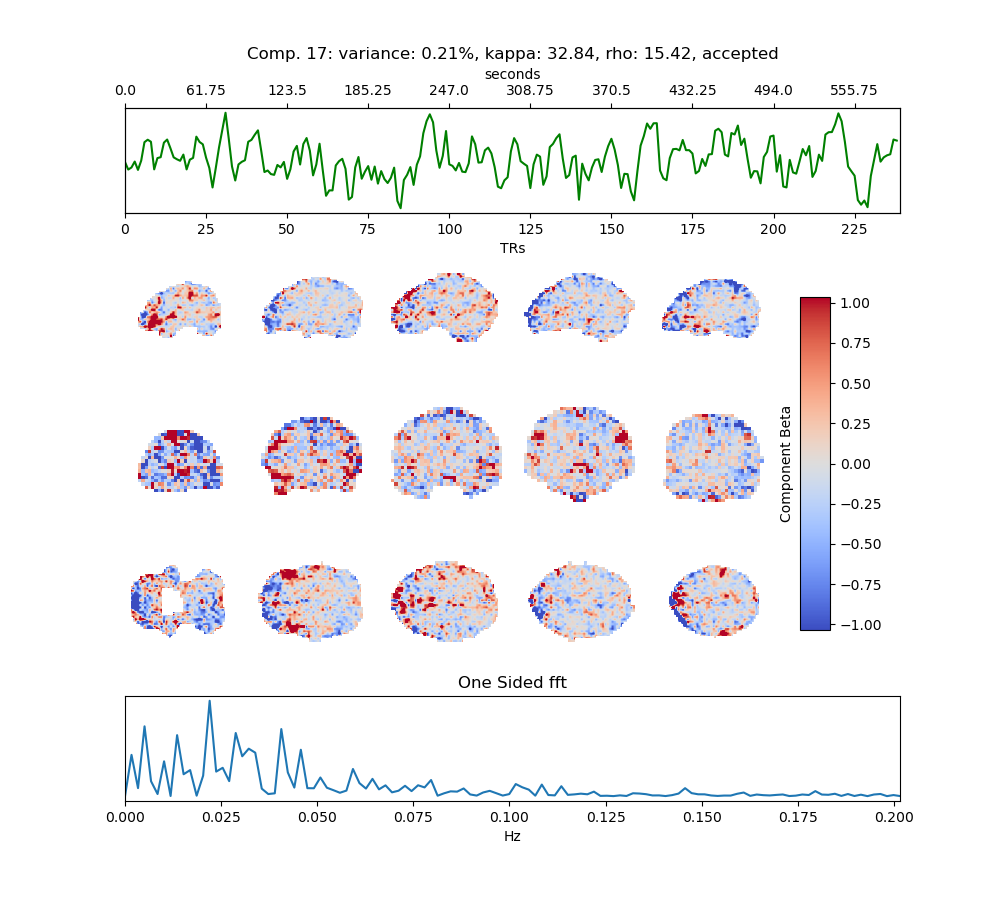 Comp. 17: variance: 0.21%, kappa: 32.84, rho: 15.42, accepted
seconds
0.0 61.75 123.5 185.25 247.0 308.75 370.5 432.25 494.0 555.75
0 25 50 75 100 125 150 175 200 225
TRs
1.00
0.75
0.50
0.25
0.00
−0.25
−0.50
−0.75
−1.00
Component Beta
One Sided fft
0.000 0.025 0.050 0.075 0.100 0.125 0.150 0.175 0.200
Hz